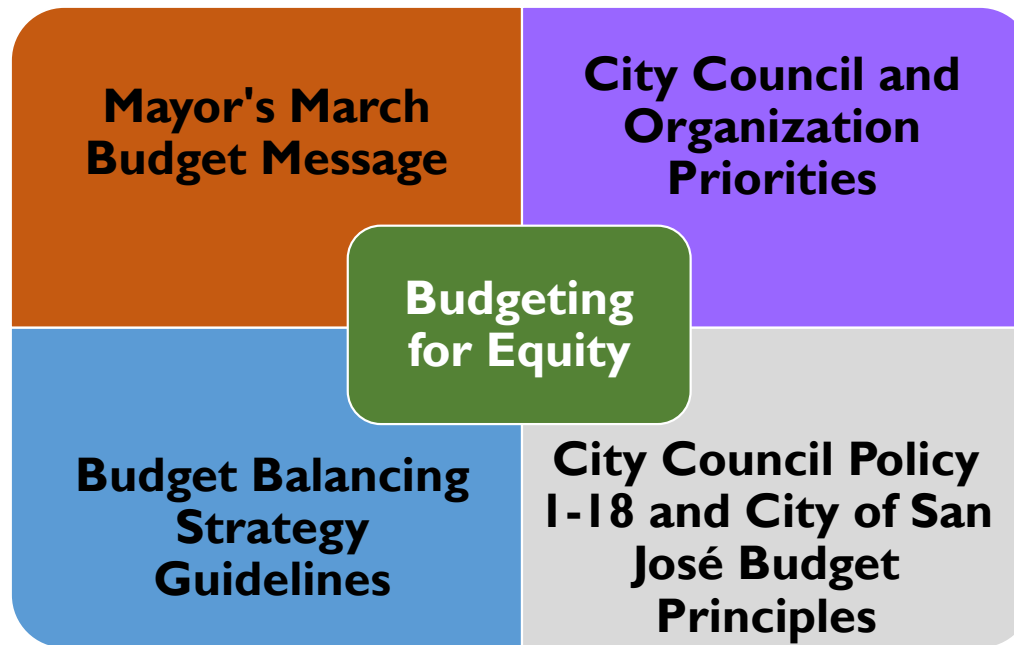 Mayor's March
Budget Message
City Council and
Organization
Priorities
Budgeting
for Equity
Budget Balancing
Strategy
Guidelines
City Council Policy
1-18 and City of San
José Budget
Principles